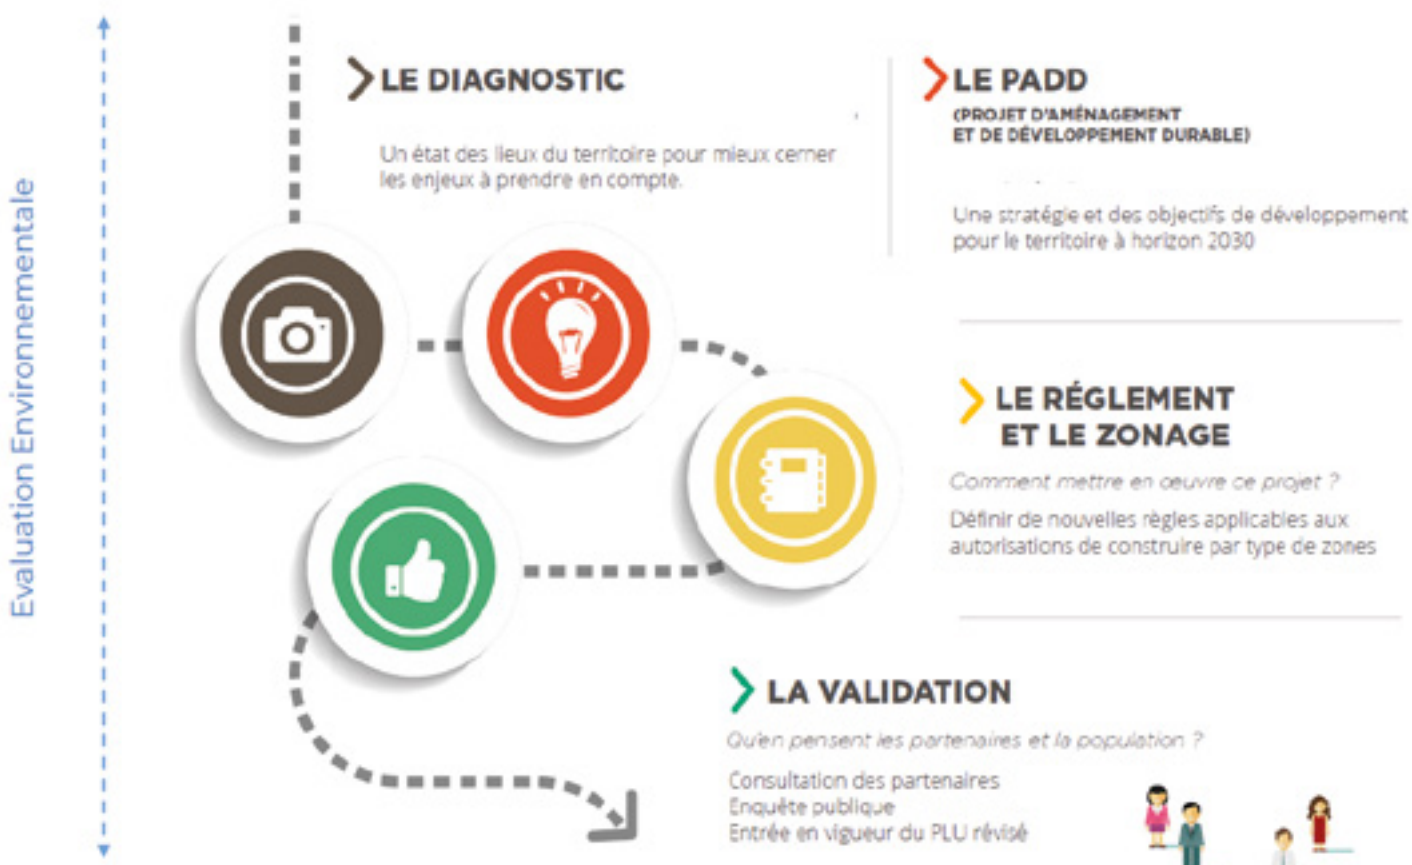 Evaluation Environnementale
LE DIAGNOSTIC
Un état des lieux du territoire pour mieux cerner
les enjeux à prendre en compte.
LE PADD
(PROJET D'AMÉNAGEMENT
ET DE DÉVELOPPEMENT DURABLE)
Une stratégie et des objectifs de développement
pour le territoire à horizon 2030
LE RÉGLEMENT
ET LE ZONAGE
Comment mettre en oeuvre ce projet ?
Définir de nouvelles règles applicables aux
autorisations de construire par type de zones
LA VALIDATION
Qu'en pensent les partenaires et la population ?
Consultation des partenaires
Enquête publique
Entrée en vigueur du PLU révisé